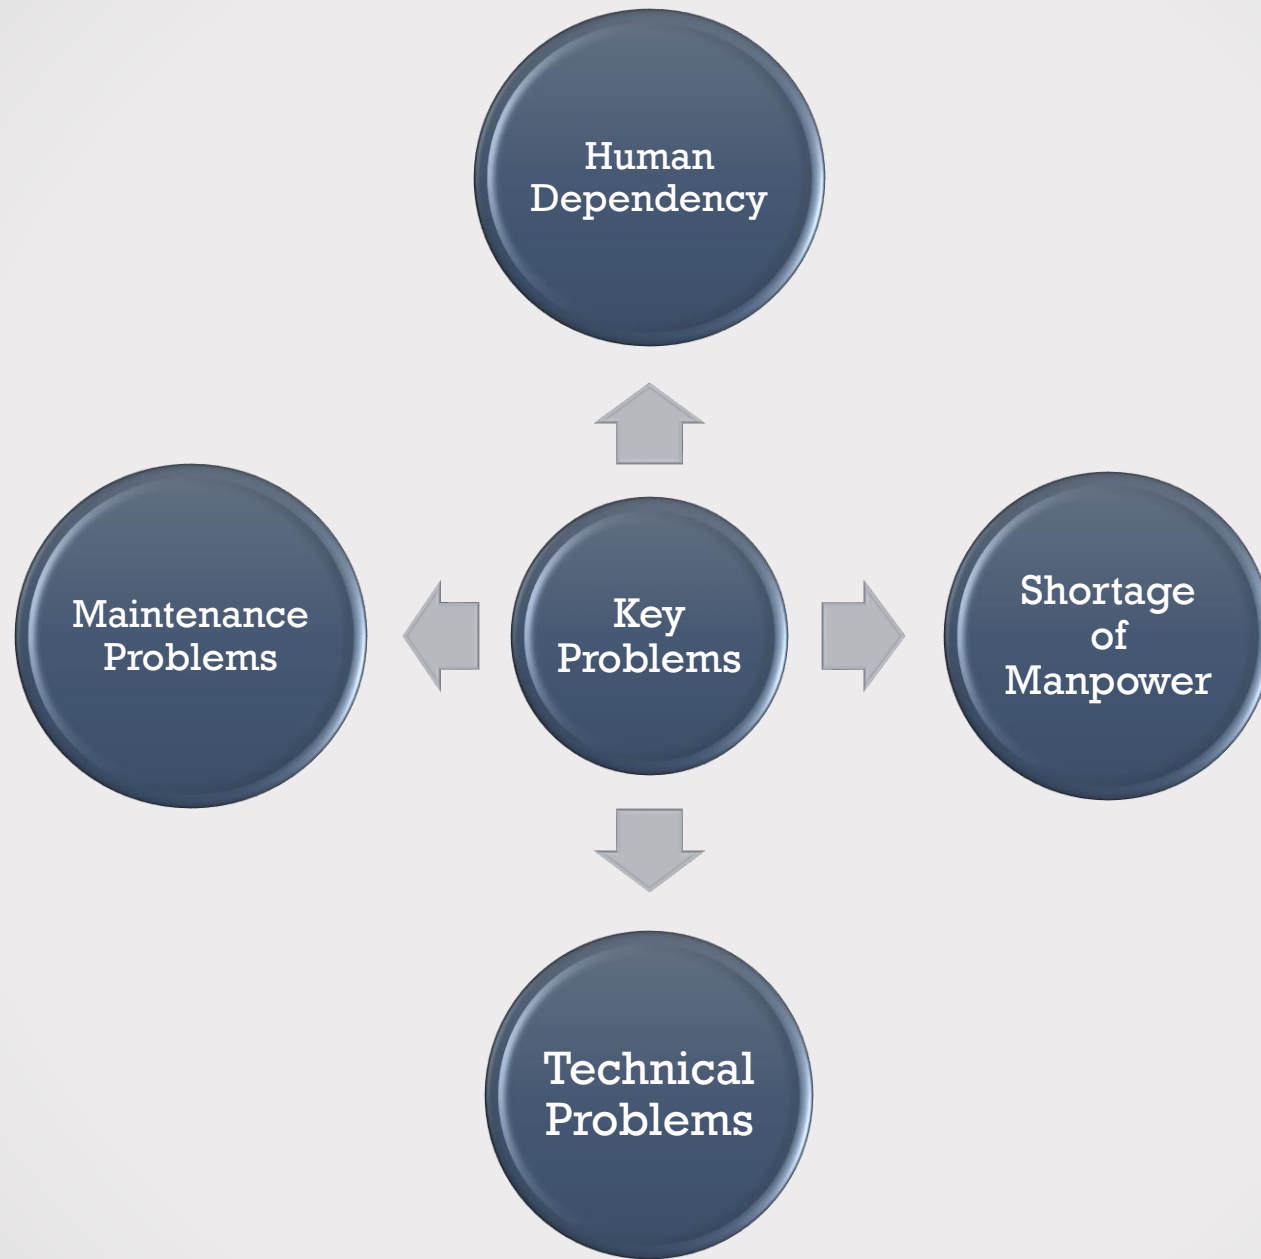 Human
Dependency
Maintenance
Problems
Key
Problems
Shortage
of
Manpower
Technical
Problems